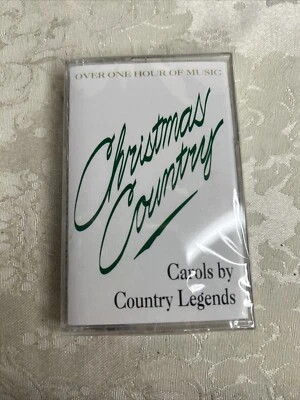 OVER ONE HOUR OF MUSIC
Christmas
Country
Carols by
Country Legends